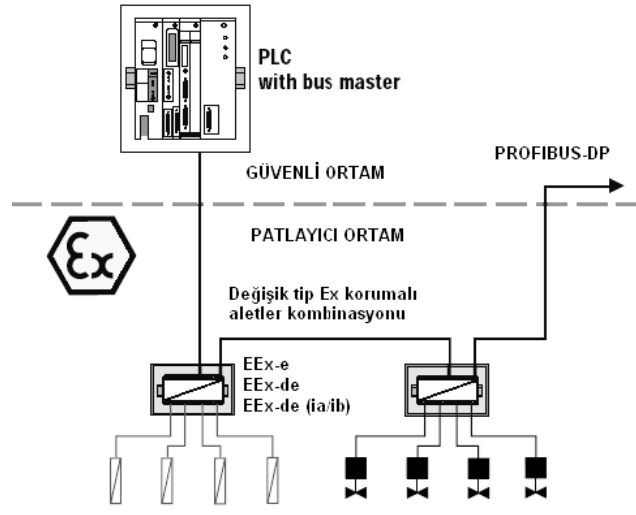 PLC
with bus master
PROFIBUS-DP
GÜVENLİ ORTAM
PATLAYICI ORTAM
Ex
Değişik tip Ex korumalı
aletler kombinasyonu
EEx-e
EEx-de
EEx-de (ia/ib)